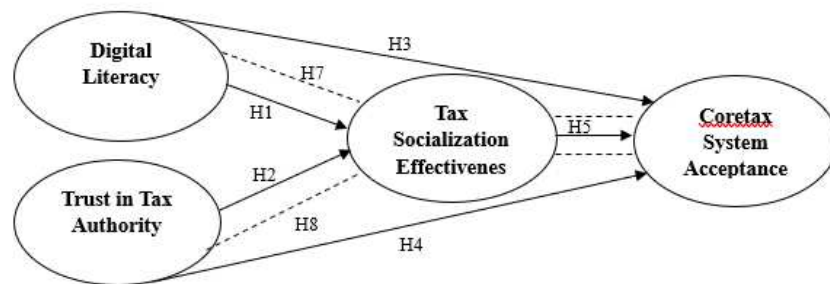 Digital
Literacy
H3
H7
H1
Tax
Socialization
Effectivenes
H5
Coretax
System
Acceptance
H2
Trust in Tax
Authority
H8
H4